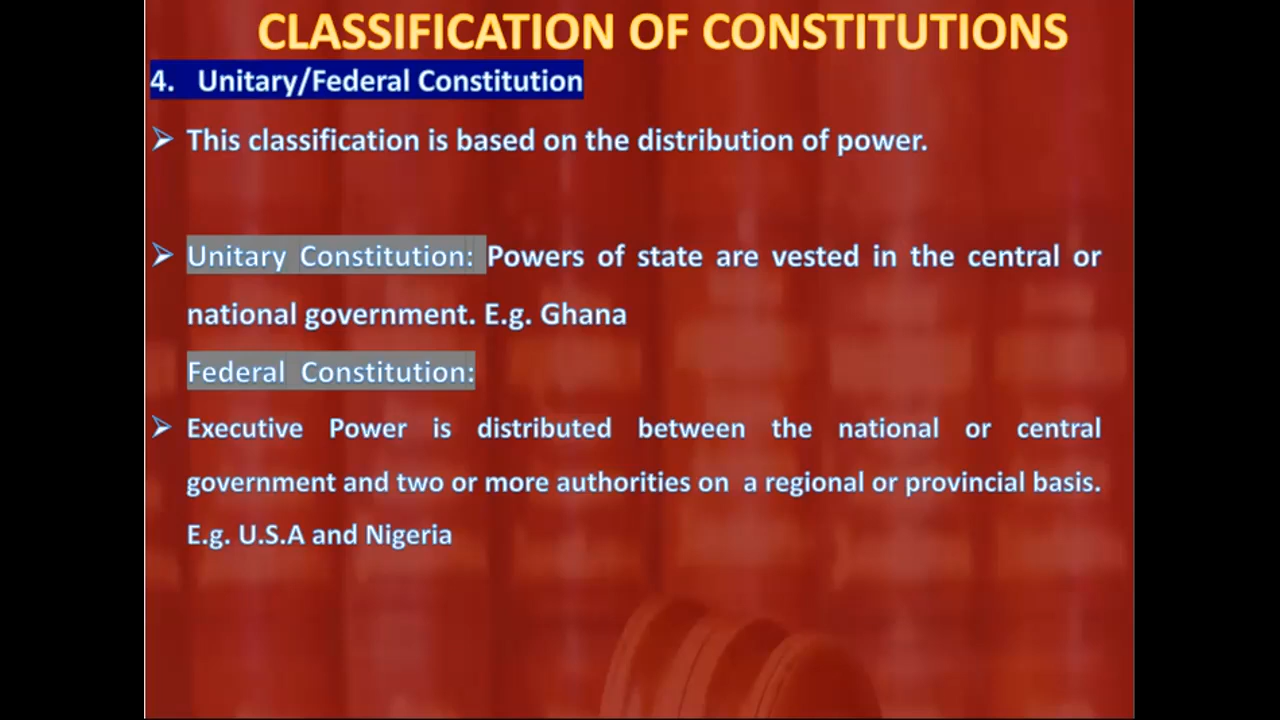 CLASSIFICATION OF CONSTITUTIONS
4. Unitary/Federal Constitution
➢ This classification is based on the distribution of power.
➢ Unitary Constitution: Powers of state are vested in the central or
national government. E.g. Ghana
Federal Constitution:
➢ Executive Power is distributed between the national or central
government and two or more authorities on a regional or provincial basis.
E.g. U.S.A and Nigeria